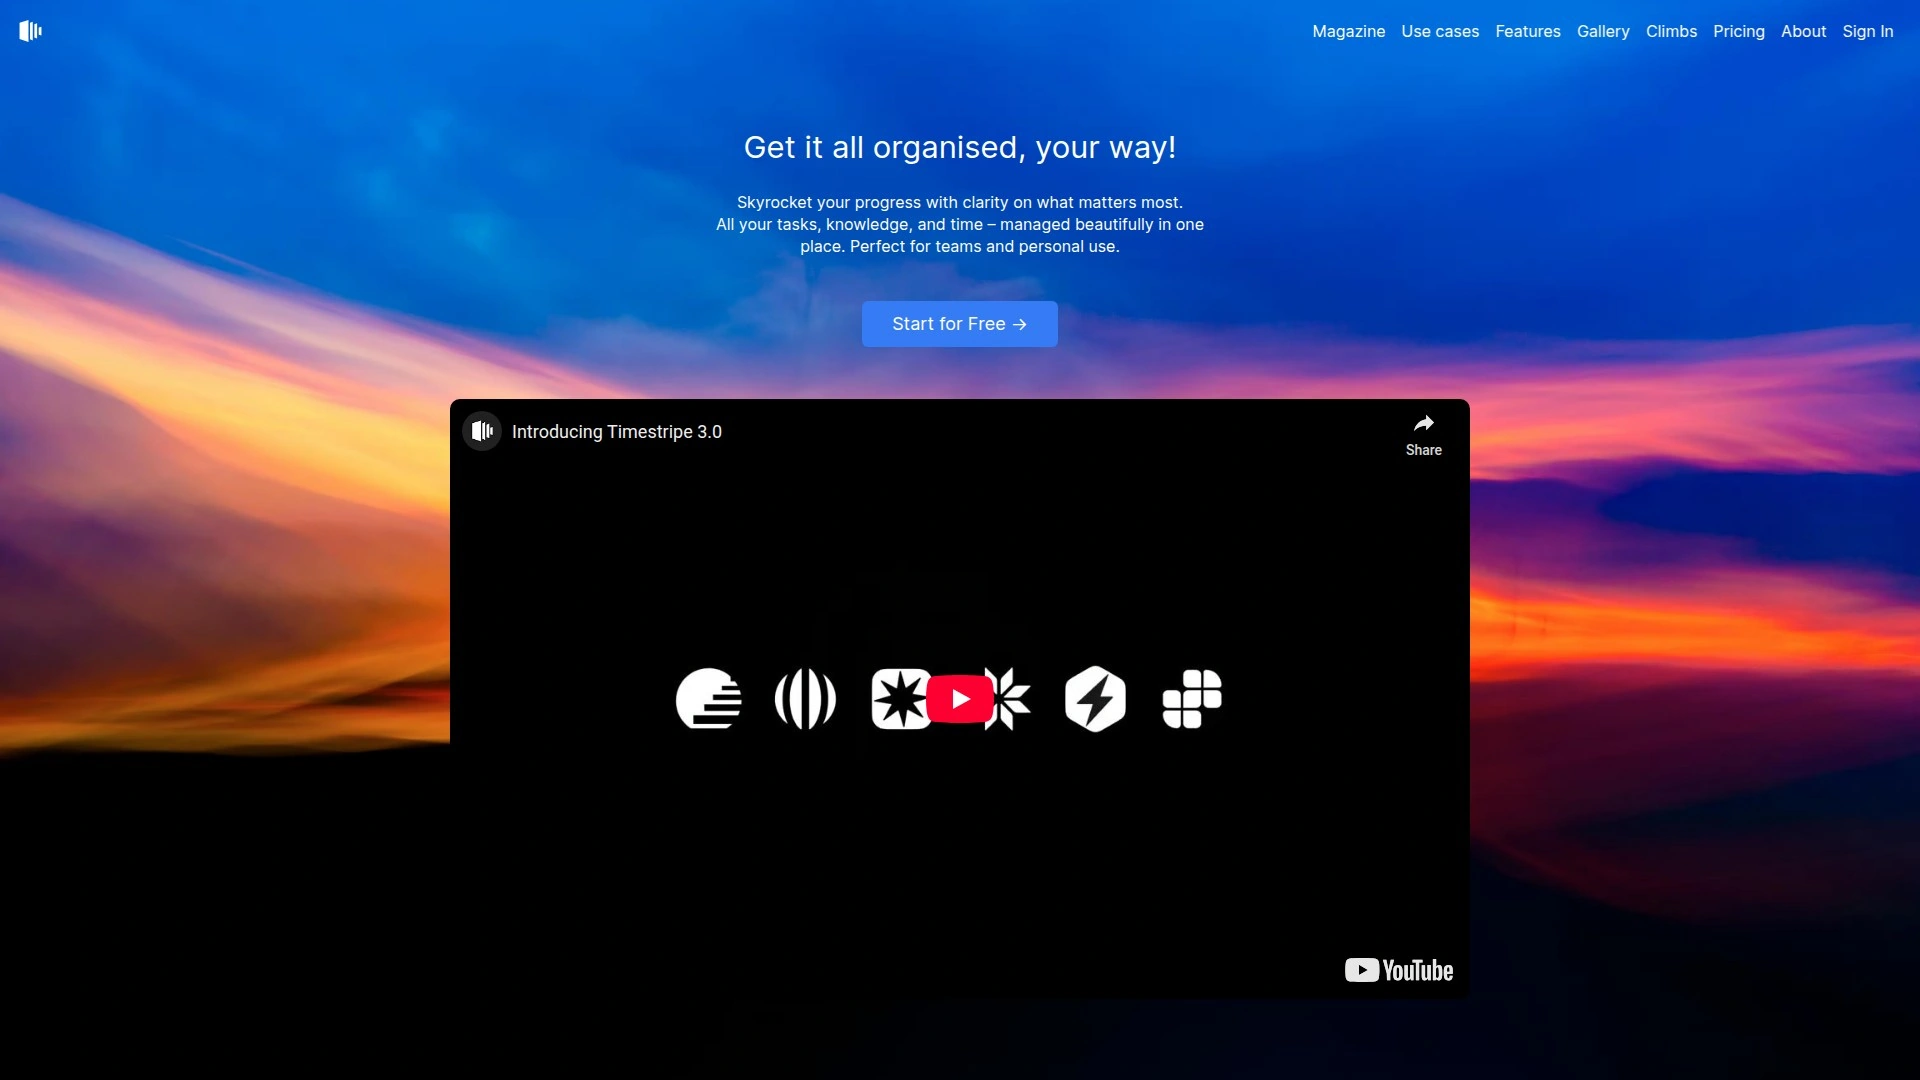 Magazine Use cases Features Gallery Climbs Pricing About Sign In
Get it all organised, your way!
Skyrocket your progress with clarity on what matters most.
All your tasks, knowledge, and time – managed beautifully in one
place. Perfect for teams and personal use.
Start for Free →
Introducing Timestripe 3.0
Share
YouTube